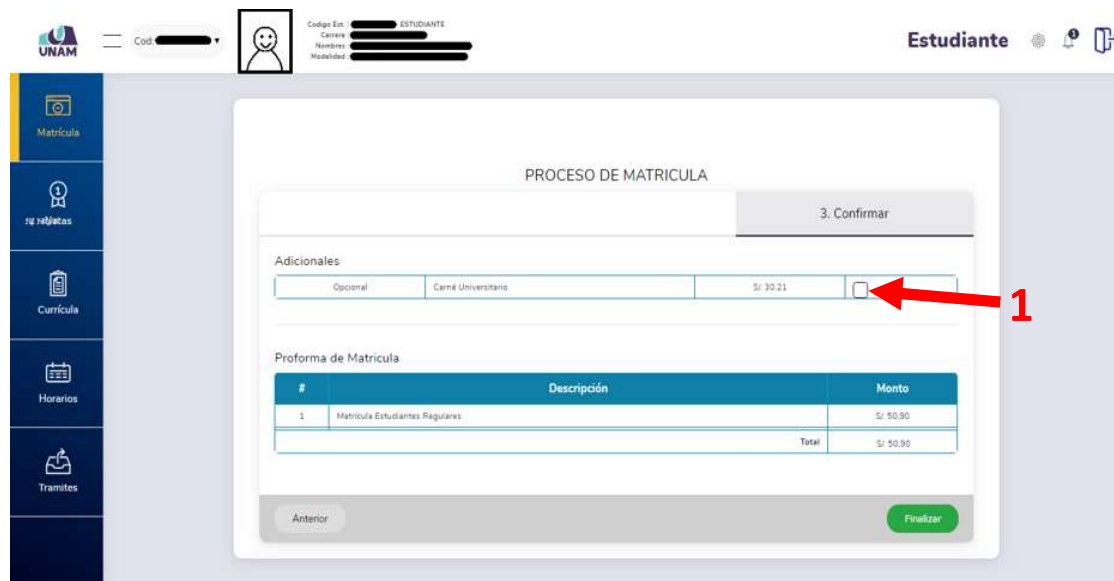 UNAM
Cod:
Codigo Est. : ESTUDIANTE
Carrera :
Nombres :
Modalidad :
Estudiante
Matrícula
PROCESO DE MATRICULA
3. Confirmar
Adicionales
Opcional Carné Universitario S/ 30.21
1
Currícula
Proforma de Matricula
# Descripción Monto
1 Matrícula Estudiantes Regulares S/ 50.90
Total S/ 50.90
Horarios
Tramites
Anterior
Finalizar